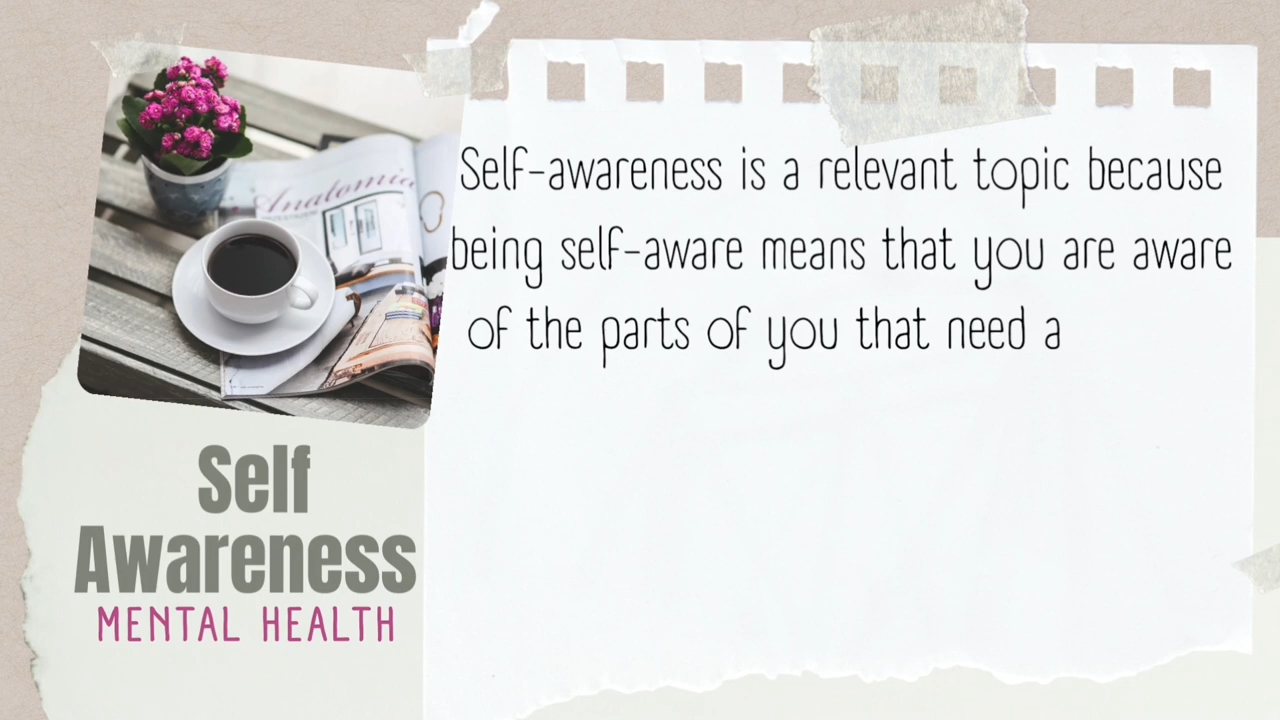 Anatomia
Self-awareness is a relevant topic because
being self-aware means that you are aware
of the parts of you that need a
Self
Awareness
MENTAL HEALTH